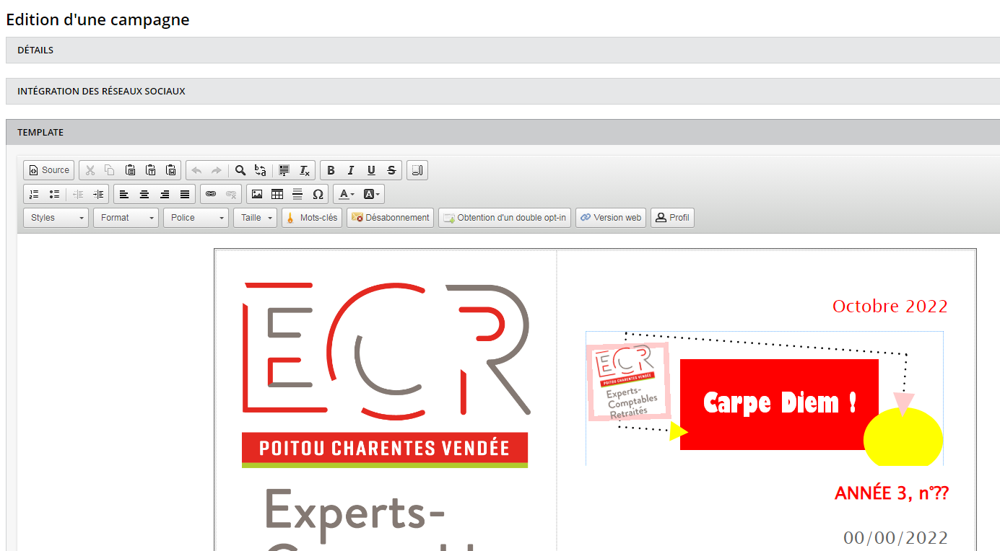 Edition d'une campagne
DÉTAILS
INTÉGRATION DES RÉSEAUX SOCIAUX
TEMPLATE
Source
B I U S
Styles Format Police Taille Mots-clés Désabonnement Obtention d'un double opt-in Version web Profil
ECR
POITOU CHARENTES VENDÉE
Experts-
Octobre 2022
ECR
POITOU CHARENTES VENDÉE
Experts-
Comptables
Retraités
Carpe Diem !
ANNÉE 3, n°??
00/00/2022